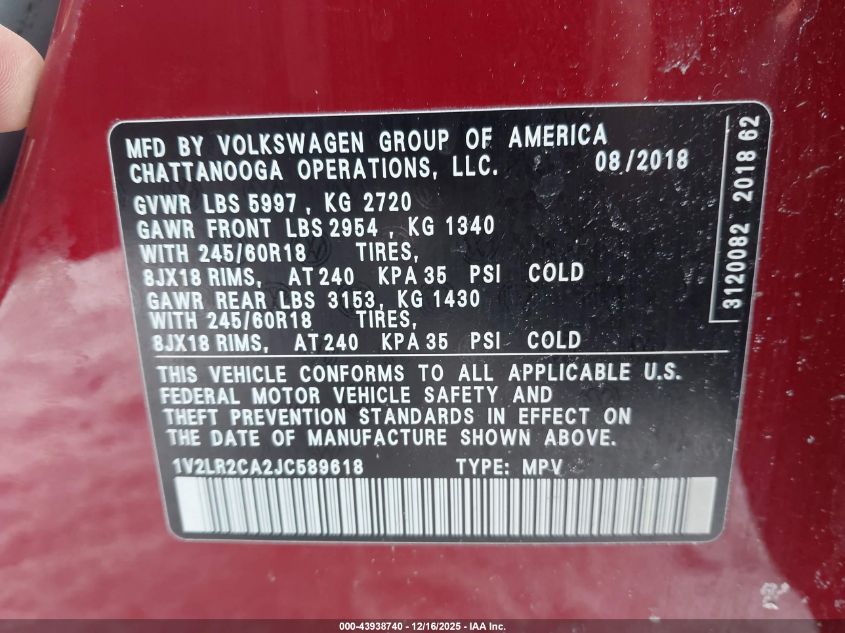 MFD BY VOLKSWAGEN GROUP OF AMERICA
CHATTANOOGA OPERATIONS, LLC. 08/2018
GVWR LBS 5997, KG 2720
GAWR FRONT LBS 2954, KG 1340
WITH 245/60R18 TIRES,
8JX18 RIMS, AT 240 KPA 35 PSI COLD
GAWR REAR LBS 3153, KG 1430
WITH 245/60R18 TIRES,
8JX18 RIMS, AT 240 KPA 35 PSI COLD
THIS VEHICLE CONFORMS TO ALL APPLICABLE U.S.
FEDERAL MOTOR VEHICLE SAFETY AND
THEFT PREVENTION STANDARDS IN EFFECT ON
THE DATE OF MANUFACTURING SHOWN ABOVE.
1V2LR2CA2JC589618 TYPE: MPV
3120082 2018 62
000-43938740 - 12/16/2025 - IAA Inc.